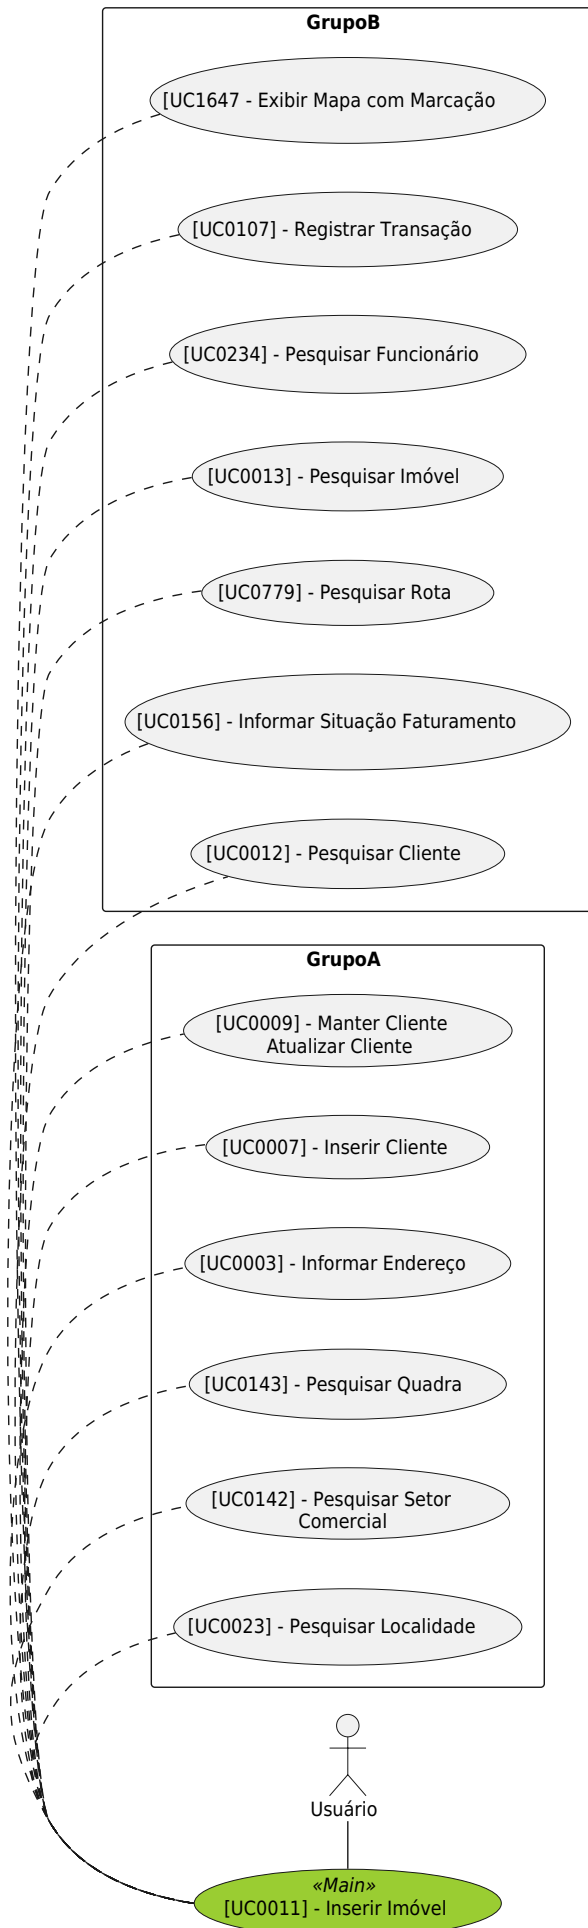 GrupoB
[UC1647 - Exibir Mapa com Marcação
[UC0107] - Registrar Transação
[UC0234] - Pesquisar Funcionário
[UC0013] - Pesquisar Imóvel
[UC0779] - Pesquisar Rota
[UC0156] - Informar Situação Faturamento
[UC0012] - Pesquisar Cliente
GrupoA
[UC0009] - Manter Cliente
Atualizar Cliente
[UC0007] - Inserir Cliente
[UC0003] - Informar Endereço
[UC0143] - Pesquisar Quadra
[UC0142] - Pesquisar Setor
Comercial
[UC0023] - Pesquisar Localidade
Usuário
«Main»
[UC0011] - Inserir Imóvel